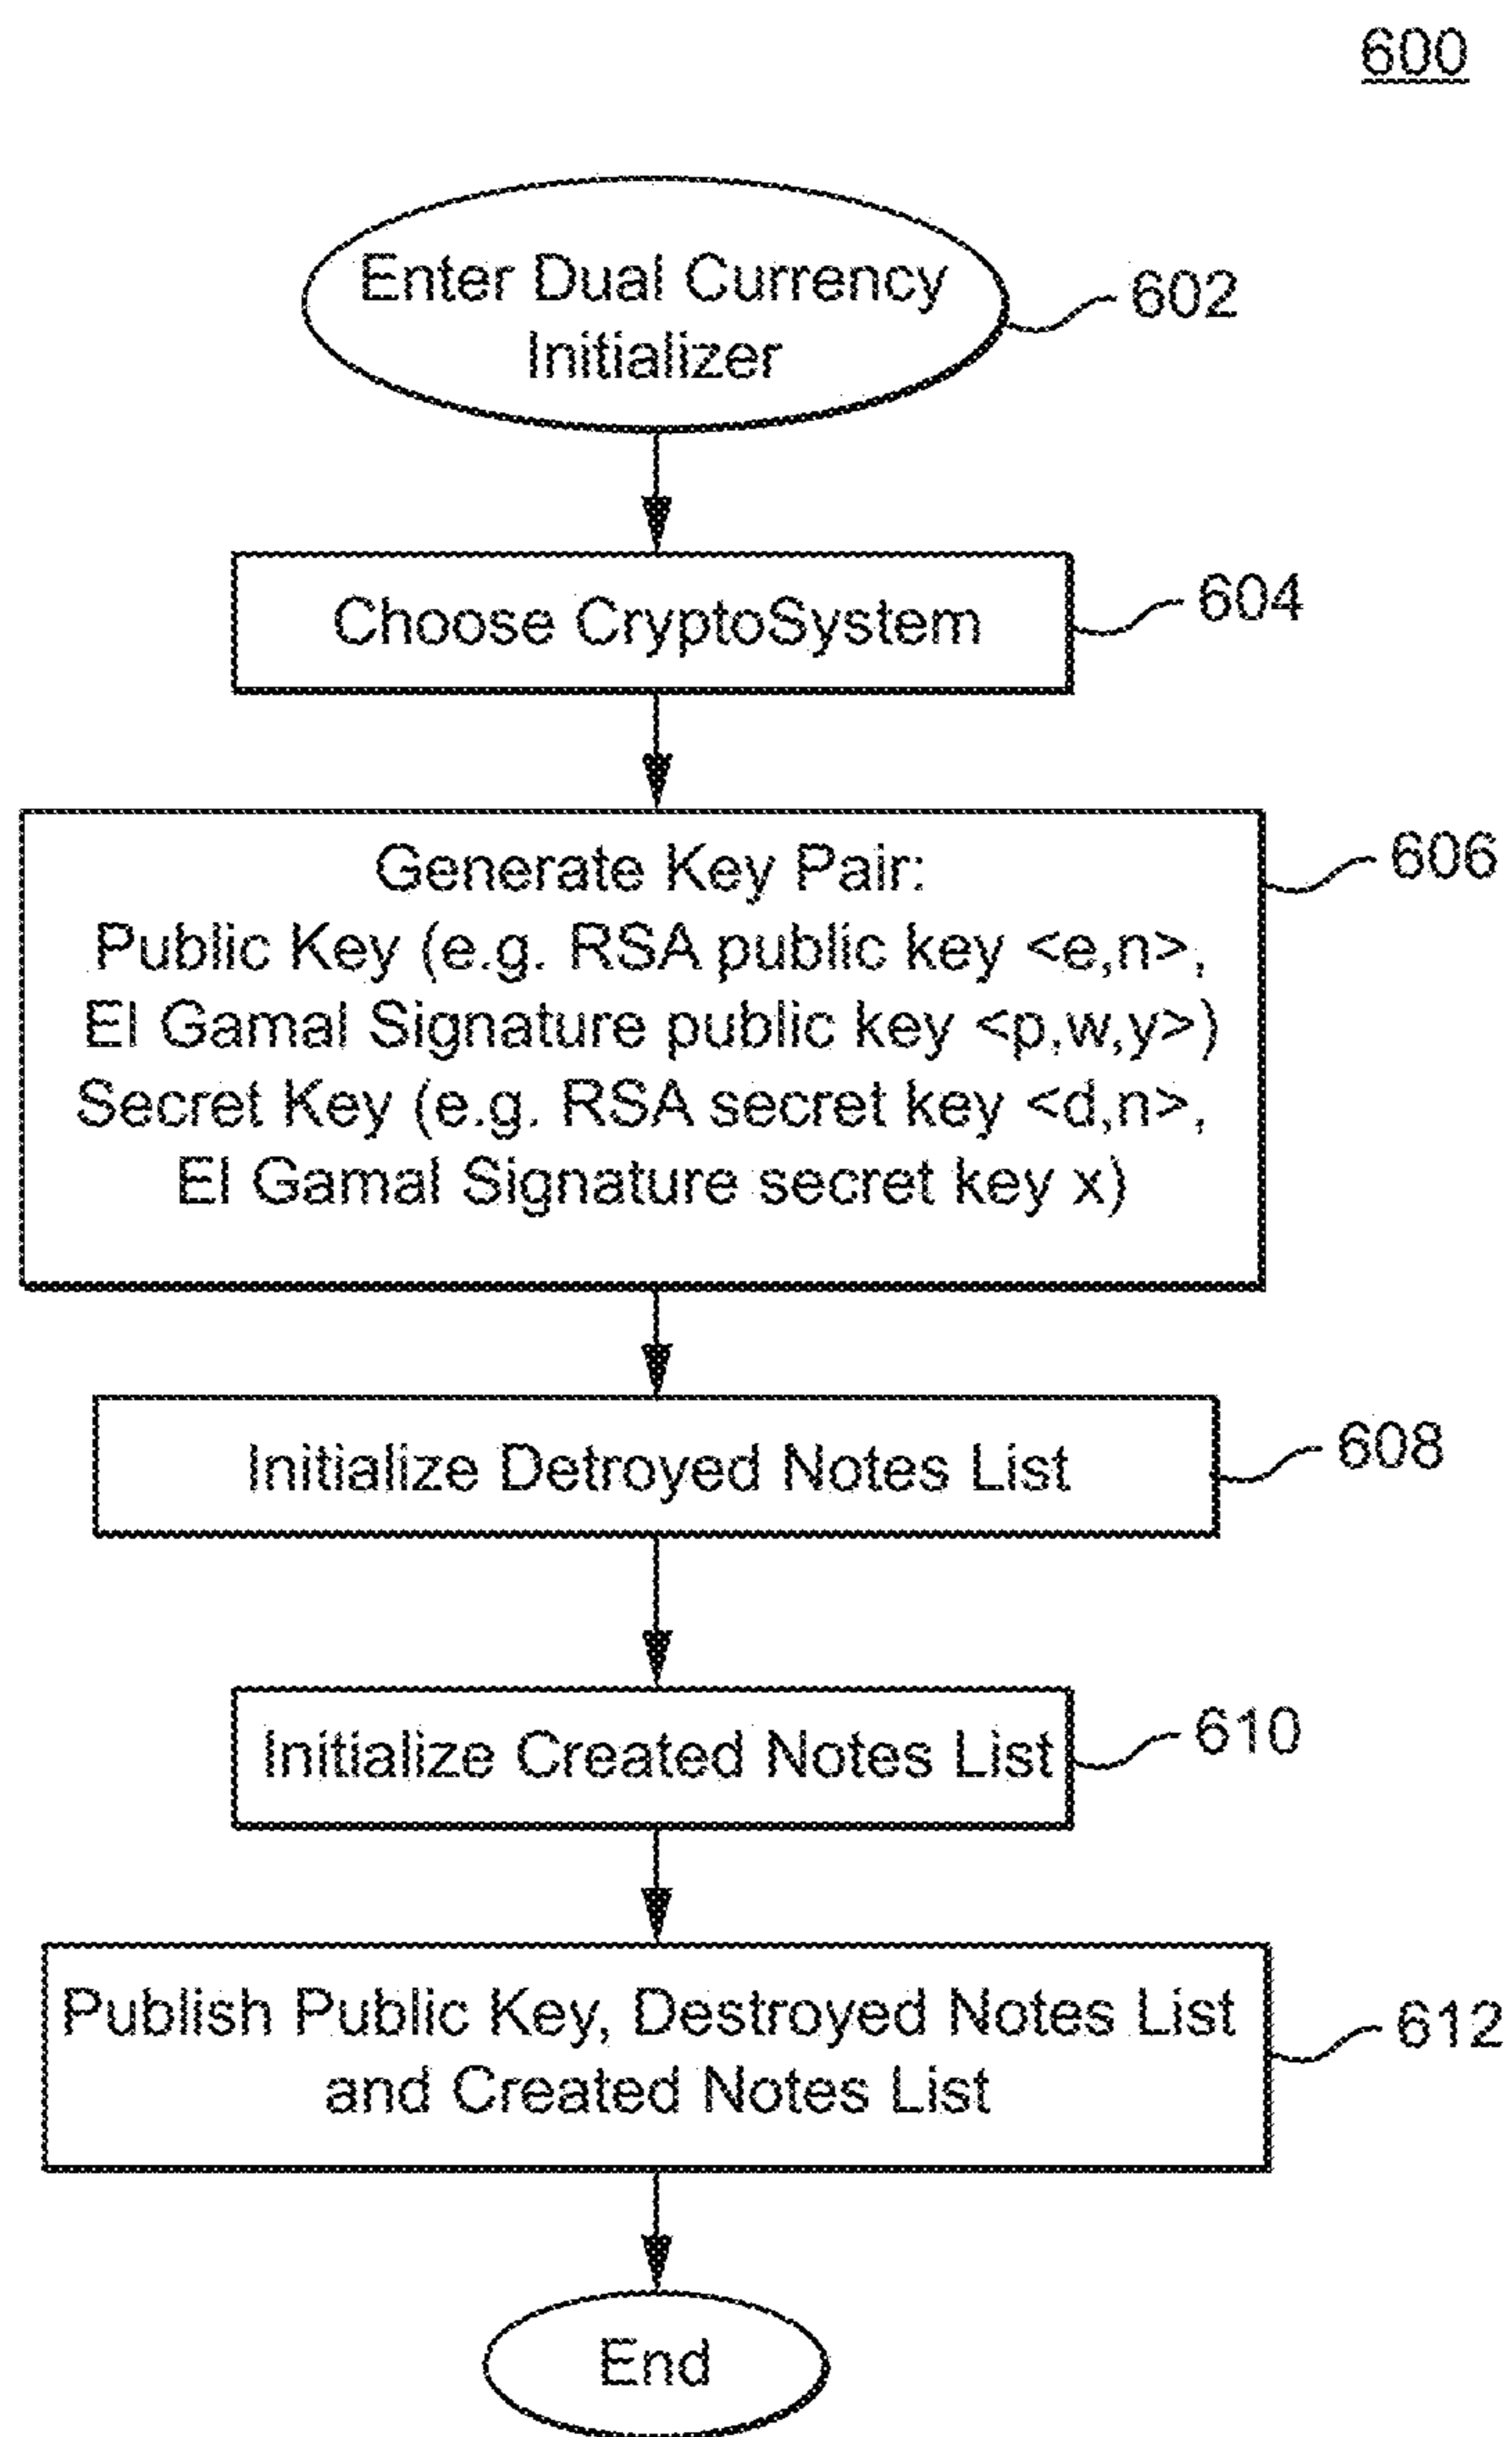 600
Enter Dual Currency
Initializer
602
Choose CryptoSystem
604
Generate Key Pair:
Public Key (e.g. RSA public key <e,n>,
El Gamal Signature public key <p,w,y>)
Secret Key (e.g. RSA secret key <d,n>,
El Gamal Signature secret key x)
606
Initialize Detroyed Notes List
608
Initialize Created Notes List
610
Publish Public Key, Destroyed Notes List
and Created Notes List
612
End